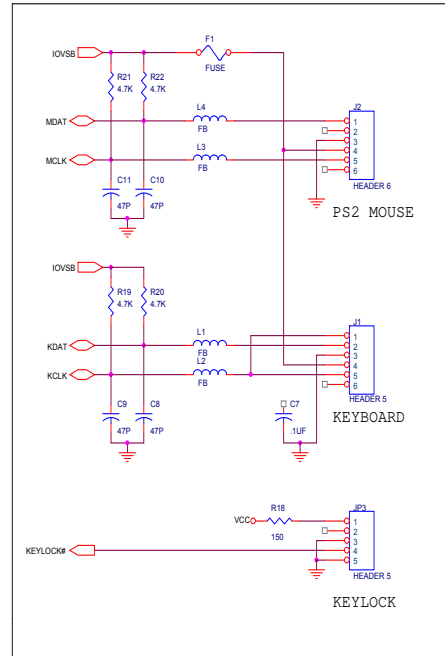 F1
IOVSB
FUSE
R21 R22
4.7K 4.7K
J2
L4
MDAT
FB
1
2
L3
3
4
MCLK
5
FB
6
C11 C10
HEADER 6
47P 47P
PS2 MOUSE
IOVSB
R19 R20
4.7K 4.7K
J1
L1
1
KDAT
2
FB
3
L2
4
KCLK
5
FB
6
HEADER 5
C9 C8 C7
KEYBOARD
47P 47P .1UF
R18 JP3
VCC
1
150
2
3
KEYLOCK#
4
5
HEADER 5
KEYLOCK